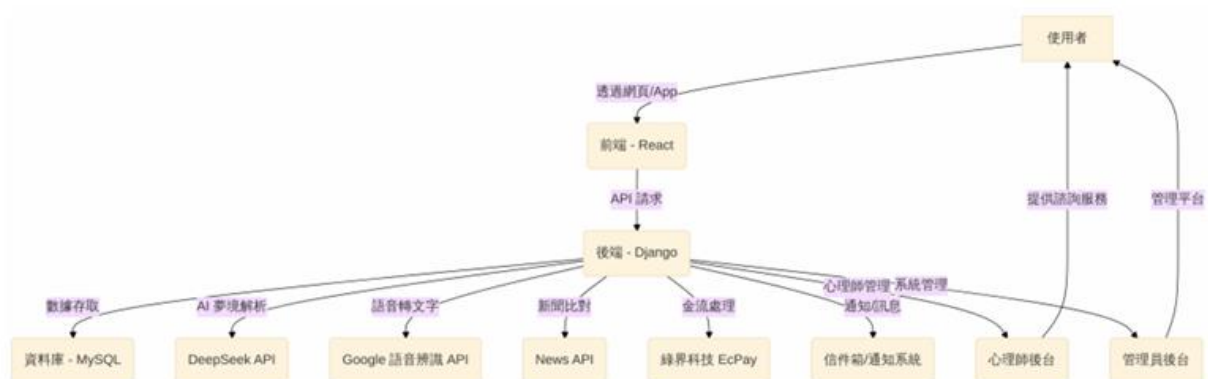 使用者
透過網頁/App
前端 - React
API 請求
提供諮詢服務
管理平台
後端 - Django
心理師管理
系統管理
數據存取
AI 夢境解析
語音轉文字
新聞比對
金流處理
通知/訊息
資料庫 - MySQL
DeepSeek API
Google 語音辨識 API
News API
綠界科技 EcPay
信件箱/通知系統
心理師後台
管理員後台